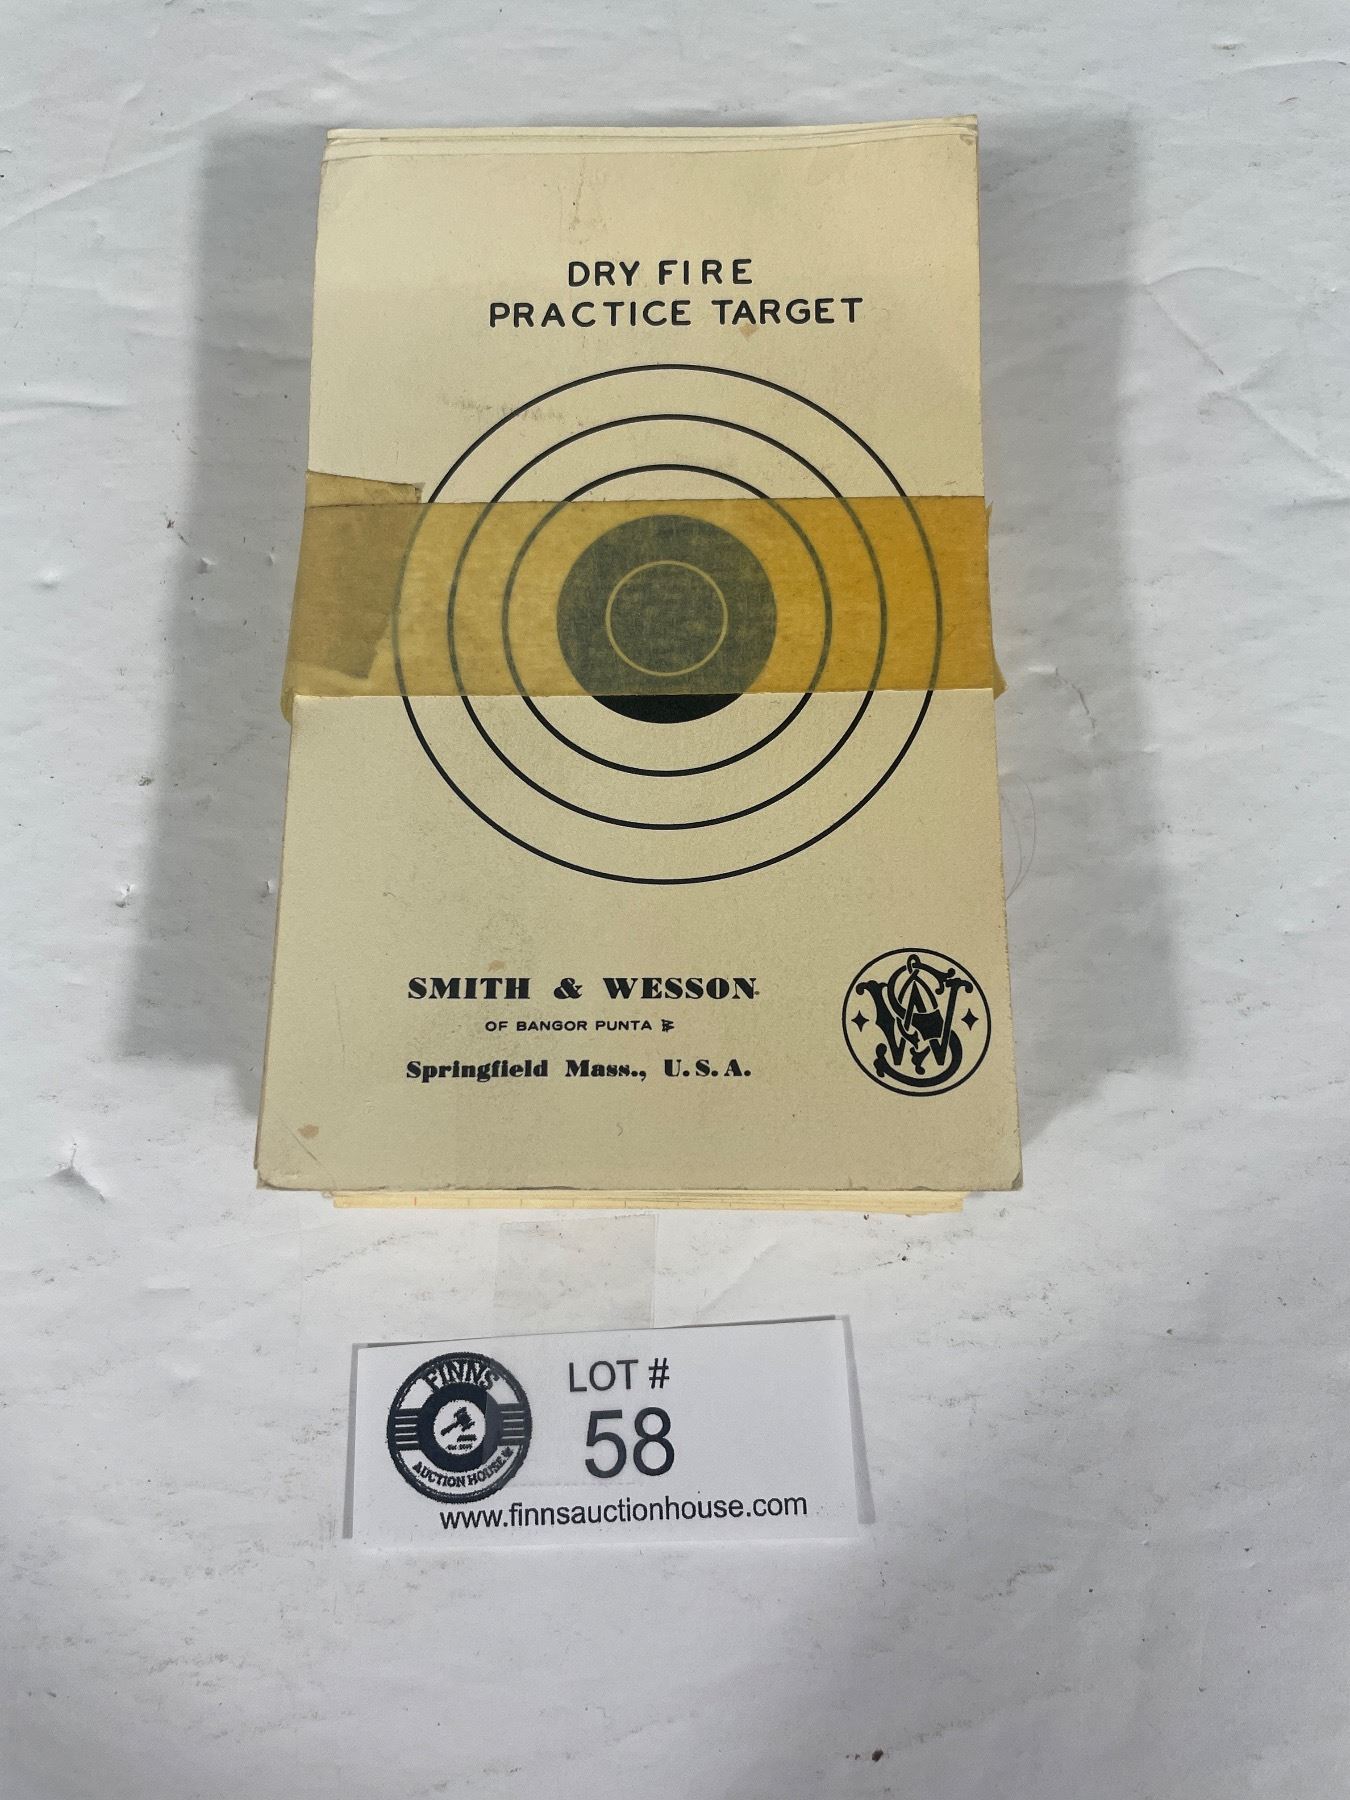 DRY FIRE
PRACTICE TARGET
SMITH & WESSON
OF BANGOR PUNTA
Springfield Mass., U.S.A.
S W
FINNS
AUCTION HOUSE
LOT #
58
www.finnsauctionhouse.com